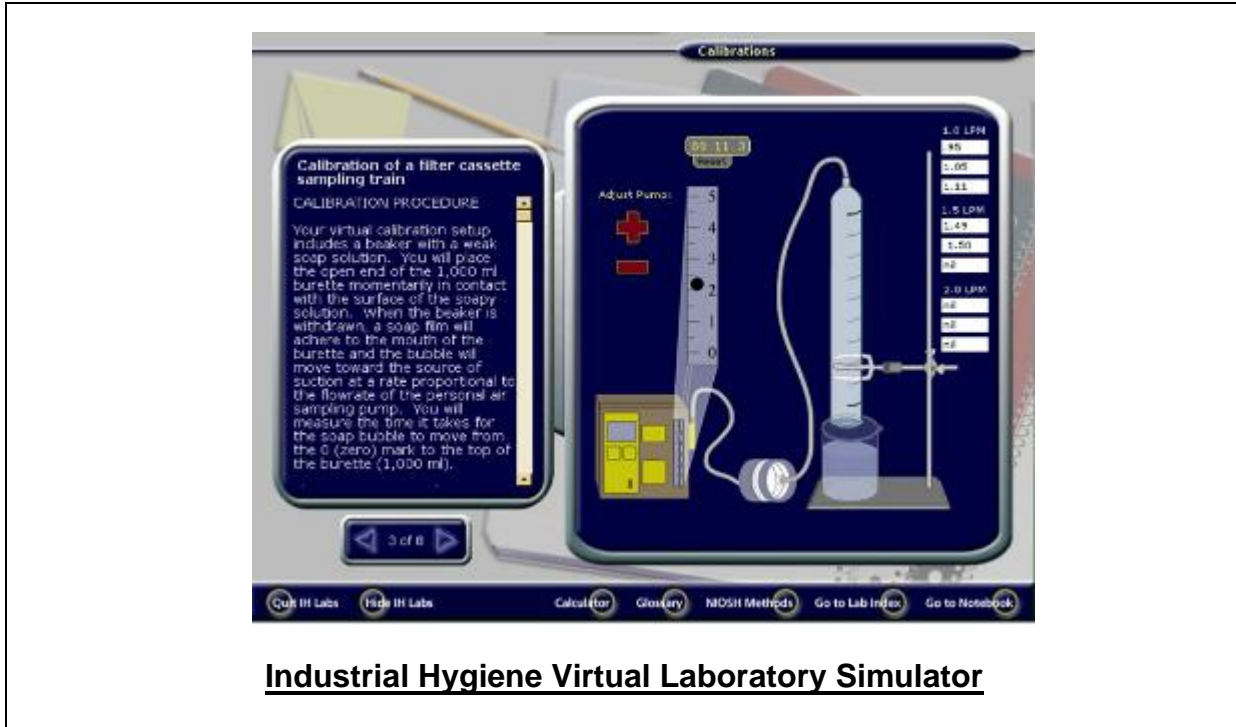 Calibrations
Calibration of a filter cassette
sampling train
CALIBRATION PROCEDURE
Your virtual calibration setup
includes a beaker with a weak
soap solution. You will place
the open end of the 1,000 ml
burette momentarily in contact
with the surface of the soapy
solution. When the beaker is
withdrawn, a soap film will
adhere to the mouth of the
burette and the bubble will
move toward the source of
suction at a rate proportional to
the flowrate of the personal air
sampling pump. You will
measure the time it takes for
the soap bubble to move from
the 0 (zero) mark to the top of
the burette (1,000 ml).
3 of 8
Reset
Adjust Pump:
5
4
3
2
1
0
1.0 LPM
.95
1.05
1.11
1.5 LPM
1.49
1.50
ml
2.0 LPM
ml
ml
ml
Quit IH Labs
Hide IH Labs
Calculator
Glossary
NIOSH Methods
Go to Lab Index
Go to Notebook
Industrial Hygiene Virtual Laboratory Simulator